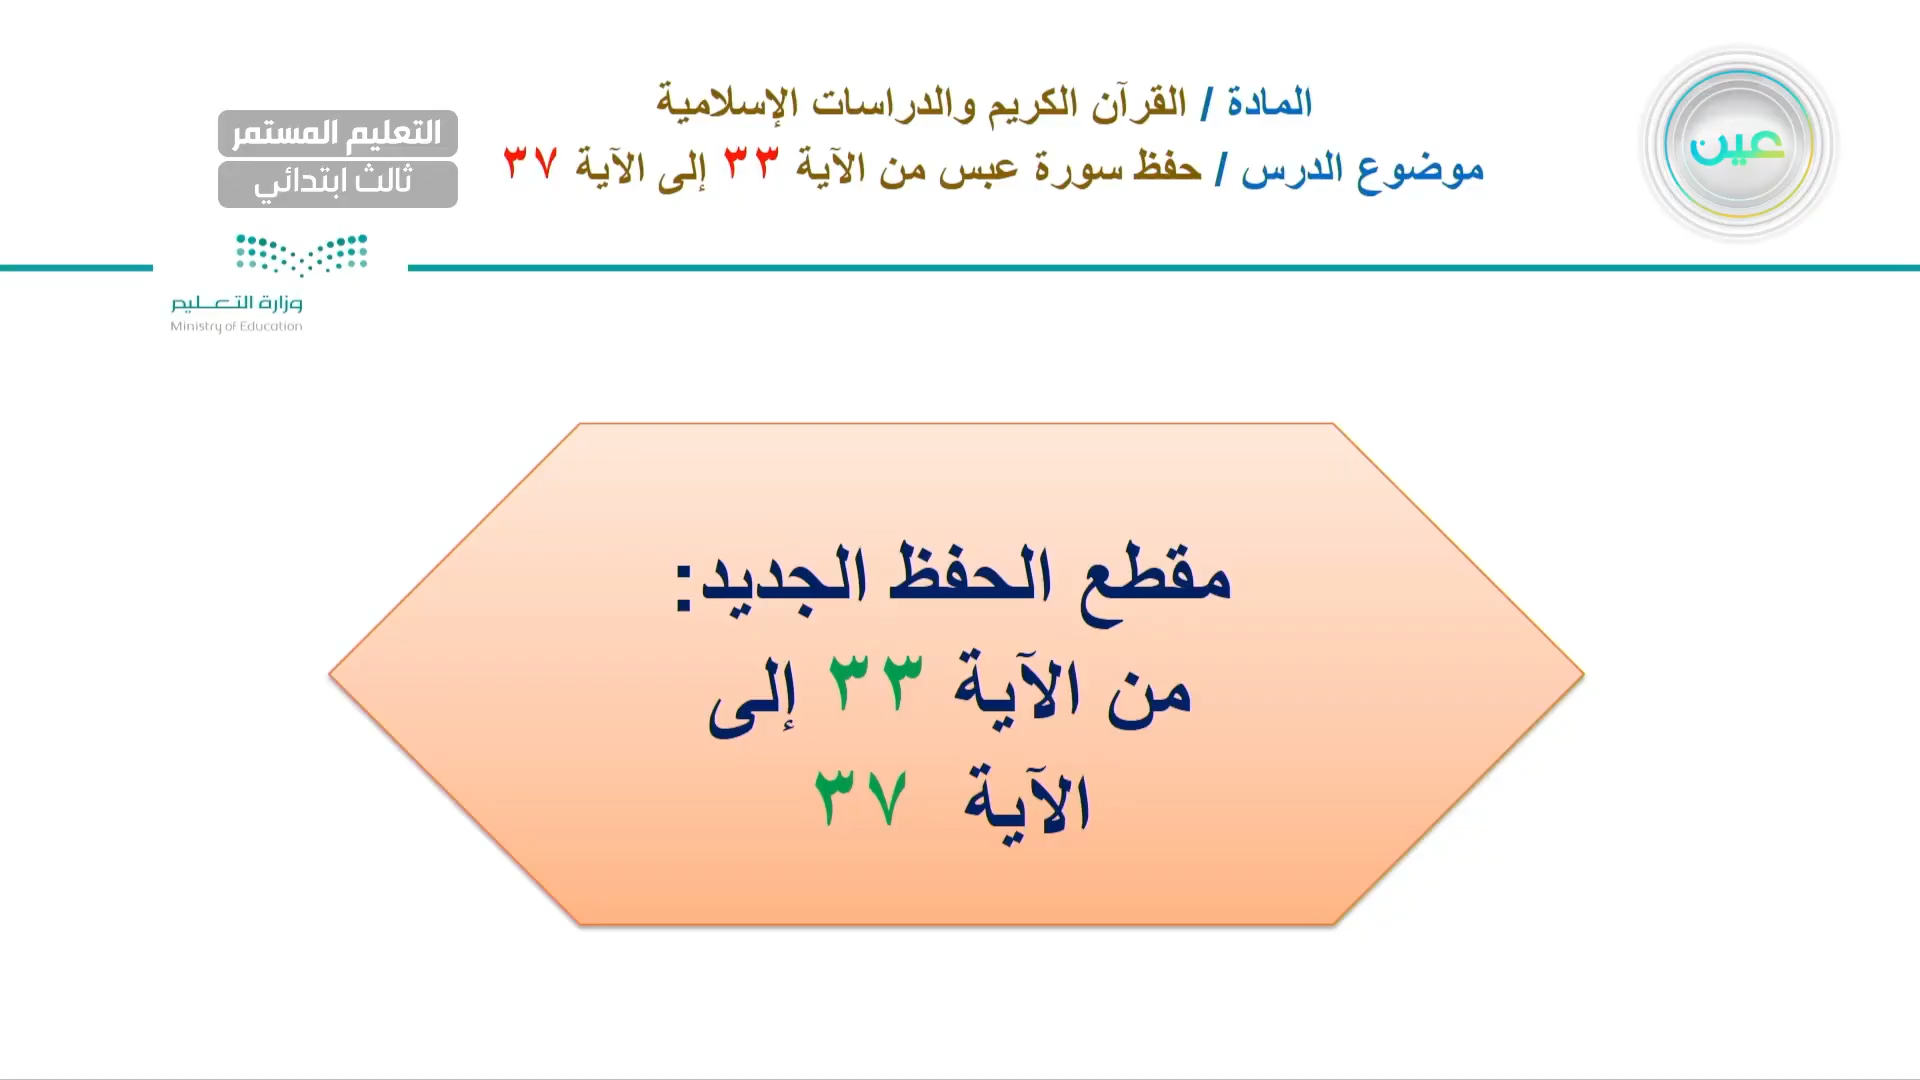 المادة / القرآن الكريم والدراسات الإسلامية
موضوع الدرس / حفظ سورة عبس من الآية ٣٣ إلى الآية ٣٧
عين
التعليم المستمر
ثالث ابتدائي
وزارة التعليم
Ministry of Education
مقطع الحفظ الجديد:
من الآية ٣٣ إلى
الآية ٣٧